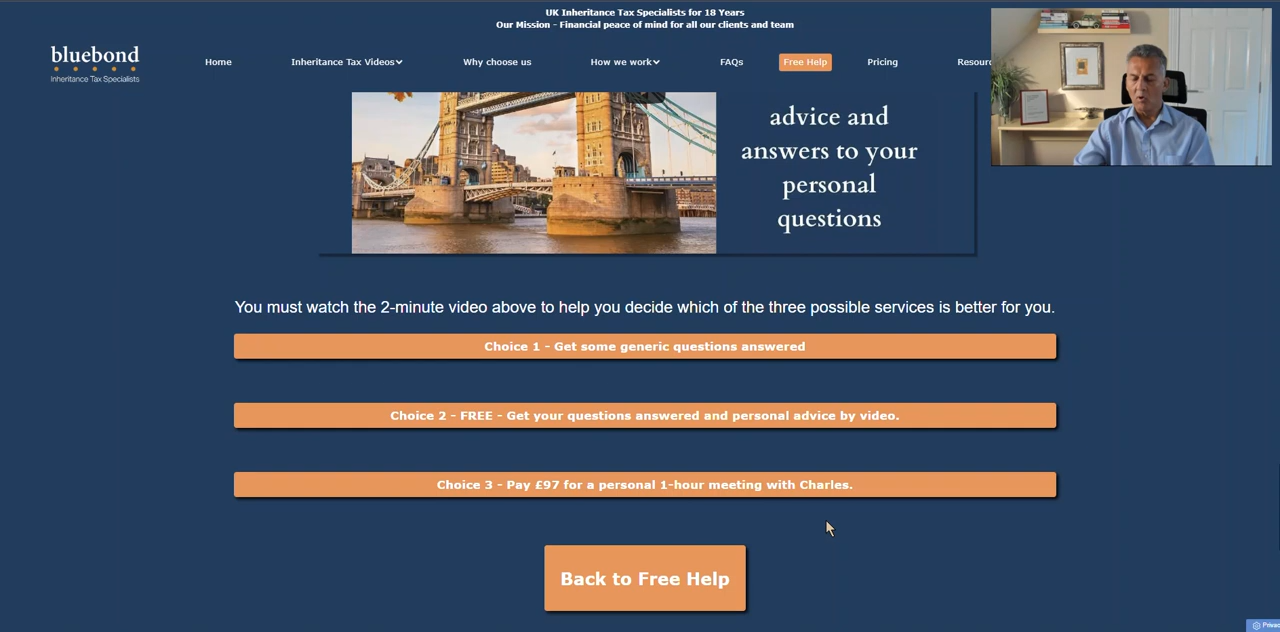 UK Inheritance Tax Specialists for 18 Years
Our Mission - Financial peace of mind for all our clients and team
bluebond
Inheritance Tax Specialists
Home
Inheritance Tax Videos
Why choose us
How we work
FAQs
Free Help
Pricing
advice and
answers to your
personal
questions
You must watch the 2-minute video above to help you decide which of the three possible services is better for you.
Choice 1 - Get some generic questions answered
Choice 2 - FREE - Get your questions answered and personal advice by video.
Choice 3 - Pay £97 for a personal 1-hour meeting with Charles.
Back to Free Help